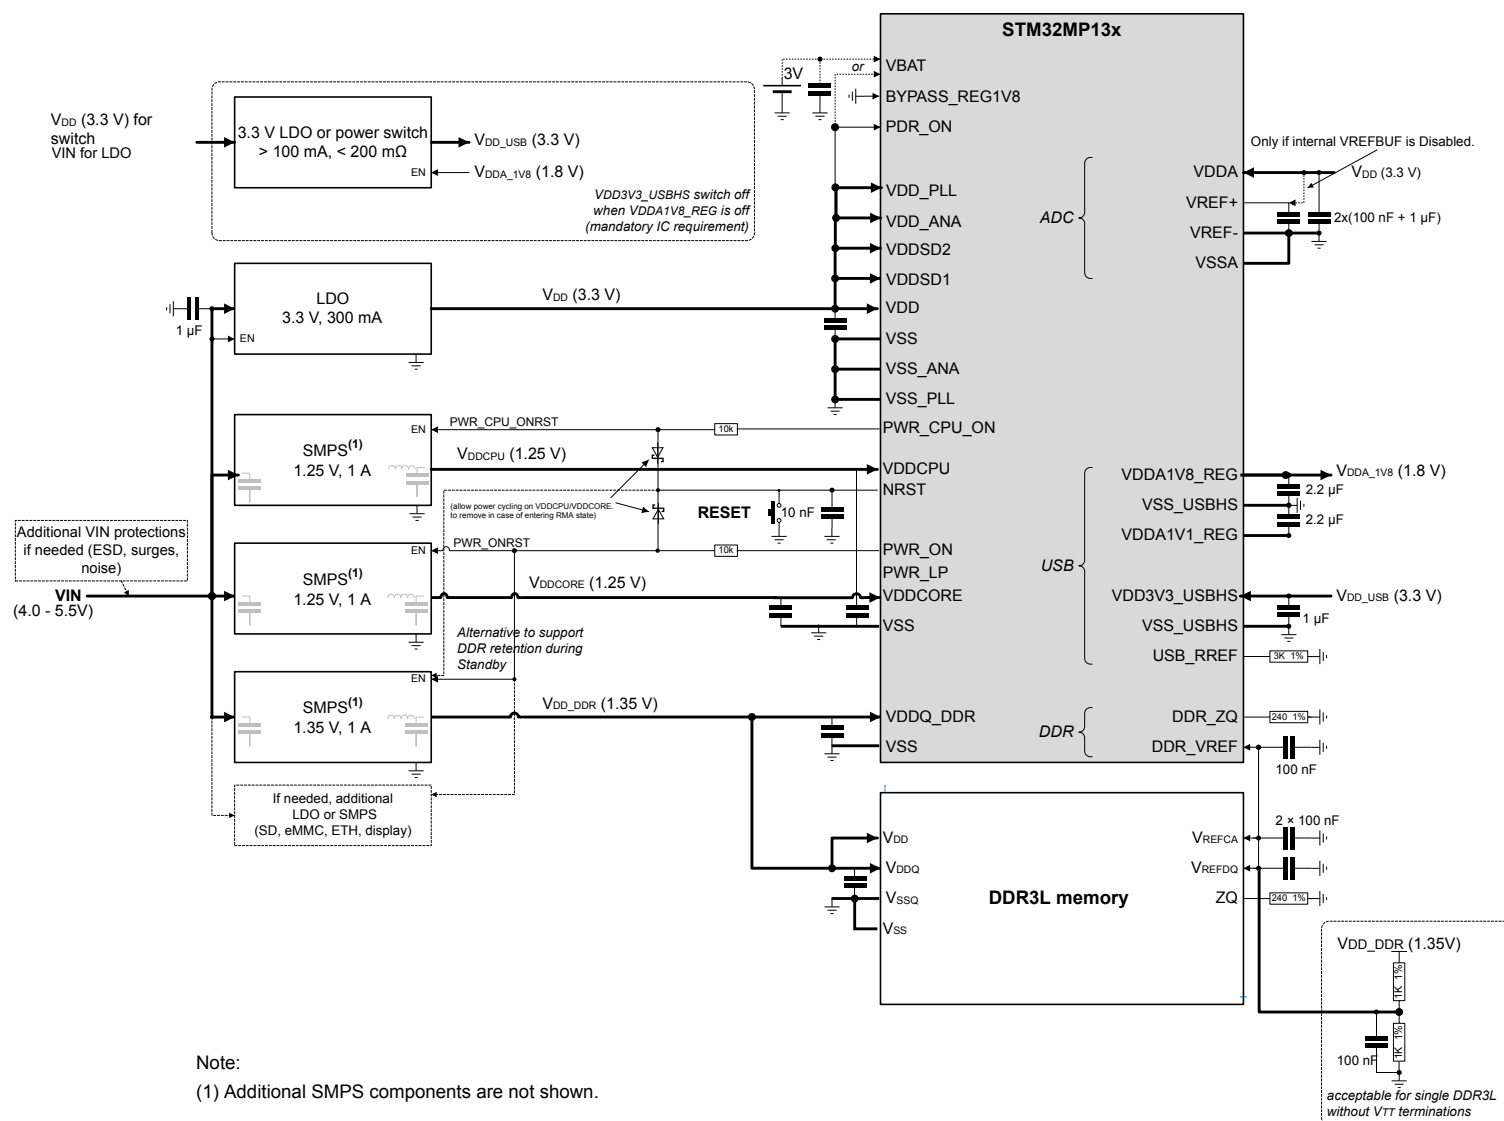 STM32MP13x
3V
or
VBAT
BYPASS_REG1V8
PDR_ON
VDD (3.3 V) for
switch
VIN for LDO
3.3 V LDO or power switch
> 100 mA, < 200 mΩ
EN
VDD_USB (3.3 V)
VDDA_1V8 (1.8 V)
VDD3V3_USBHS switch off
when VDDA1V8_REG is off
(mandatory IC requirement)
Only if internal VREFBUF is Disabled.
VDD_PLL
VDD_ANA
VDDSD2
VDDSD1
VDD
VSS
VSS_ANA
VSS_PLL
ADC
VDDA
VREF+
VREF-
VSSA
VDD (3.3 V)
2x(100 nF + 1 µF)
1 µF
LDO
3.3 V, 300 mA
EN
VDD (3.3 V)
SMPS(1)
1.25 V, 1 A
EN
PWR_CPU_ONRST
10k
PWR_CPU_ON
VDDCPU (1.25 V)
VDDCPU
NRST
(allow power cycling on VDDCPU/VDDCORE.
to remove in case of entering RMA state)
RESET
10 nF
USB
VDDA1V8_REG
VSS_USBHS
VDDA1V1_REG
VDDA_1V8 (1.8 V)
2.2 µF
2.2 µF
Additional VIN protections
if needed (ESD, surges,
noise)
VIN
(4.0 - 5.5V)
SMPS(1)
1.25 V, 1 A
EN
PWR_ONRST
10k
PWR_ON
PWR_LP
VDDCORE (1.25 V)
VDDCORE
VSS
VDD3V3_USBHS
VSS_USBHS
USB_RREF
VDD_USB (3.3 V)
1 µF
3K 1%
Alternative to support
DDR retention during
Standby
SMPS(1)
1.35 V, 1 A
EN
VDD_DDR (1.35 V)
VDDQ_DDR
VSS
DDR
DDR_ZQ
DDR_VREF
240 1%
100 nF
If needed, additional
LDO or SMPS
(SD, eMMC, ETH, display)
VDD
VDDQ
VSSQ
VSS
DDR3L memory
VREFCA
VREFDQ
ZQ
2 × 100 nF
240 1%
VDD_DDR (1.35V)
1K 1%
1K 1%
100 nF
acceptable for single DDR3L
without VTT terminations
Note:
(1) Additional SMPS components are not shown.